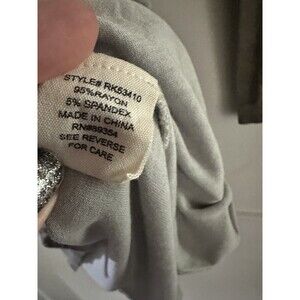 STYLE# RK53410
95%RAYON
5% SPANDEX
MADE IN CHINA
RN#89354
SEE REVERSE
FOR CARE